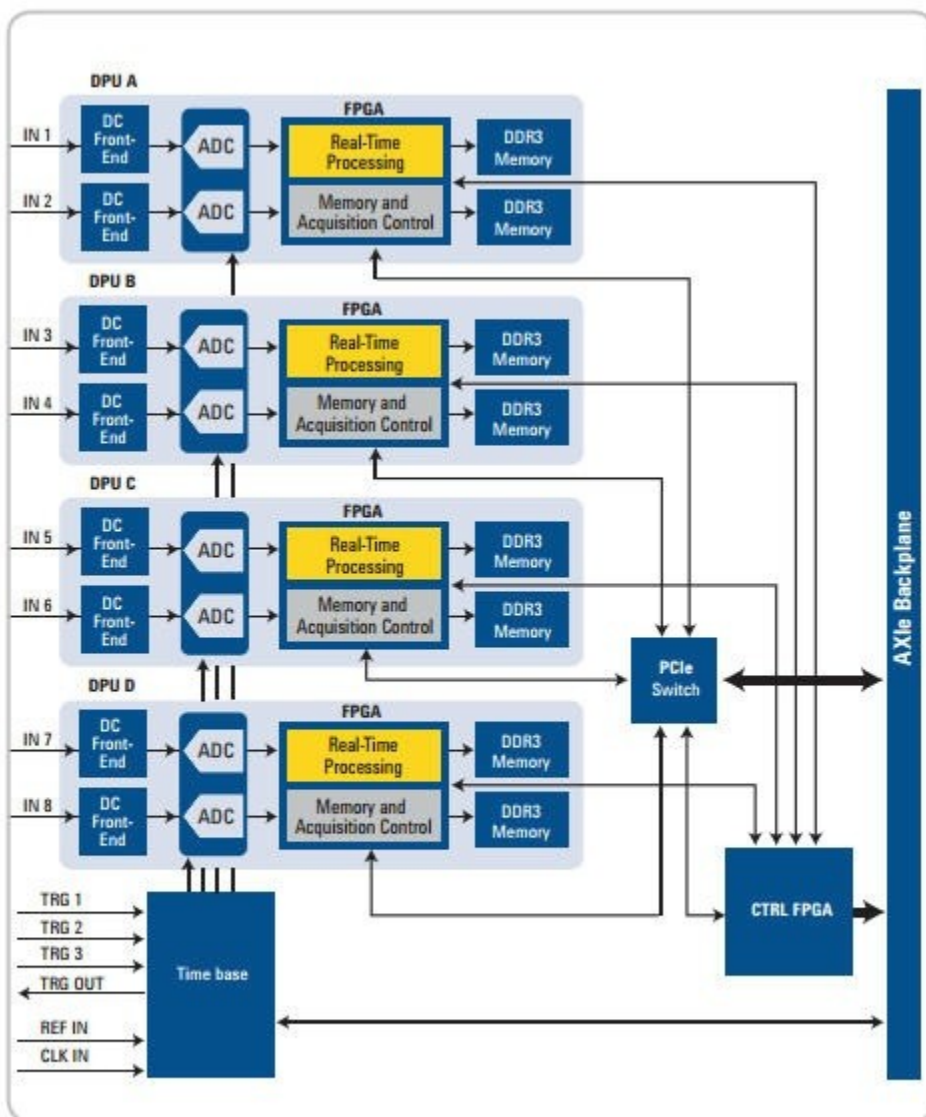 DPU A
FPGA
IN 1
DC
Front-
End
ADC
Real-Time
Processing
DDR3
Memory
IN 2
DC
Front-
End
ADC
Memory and
Acquisition Control
DDR3
Memory
DPU B
FPGA
IN 3
DC
Front-
End
ADC
Real-Time
Processing
DDR3
Memory
IN 4
DC
Front-
End
ADC
Memory and
Acquisition Control
DDR3
Memory
DPU C
FPGA
IN 5
DC
Front-
End
ADC
Real-Time
Processing
DDR3
Memory
IN 6
DC
Front-
End
ADC
Memory and
Acquisition Control
DDR3
Memory
DPU D
FPGA
IN 7
DC
Front-
End
ADC
Real-Time
Processing
DDR3
Memory
IN 8
DC
Front-
End
ADC
Memory and
Acquisition Control
DDR3
Memory
PCIe
Switch
AXIe Backplane
TRG 1
TRG 2
TRG 3
TRG OUT
REF IN
CLK IN
Time base
CTRL FPGA